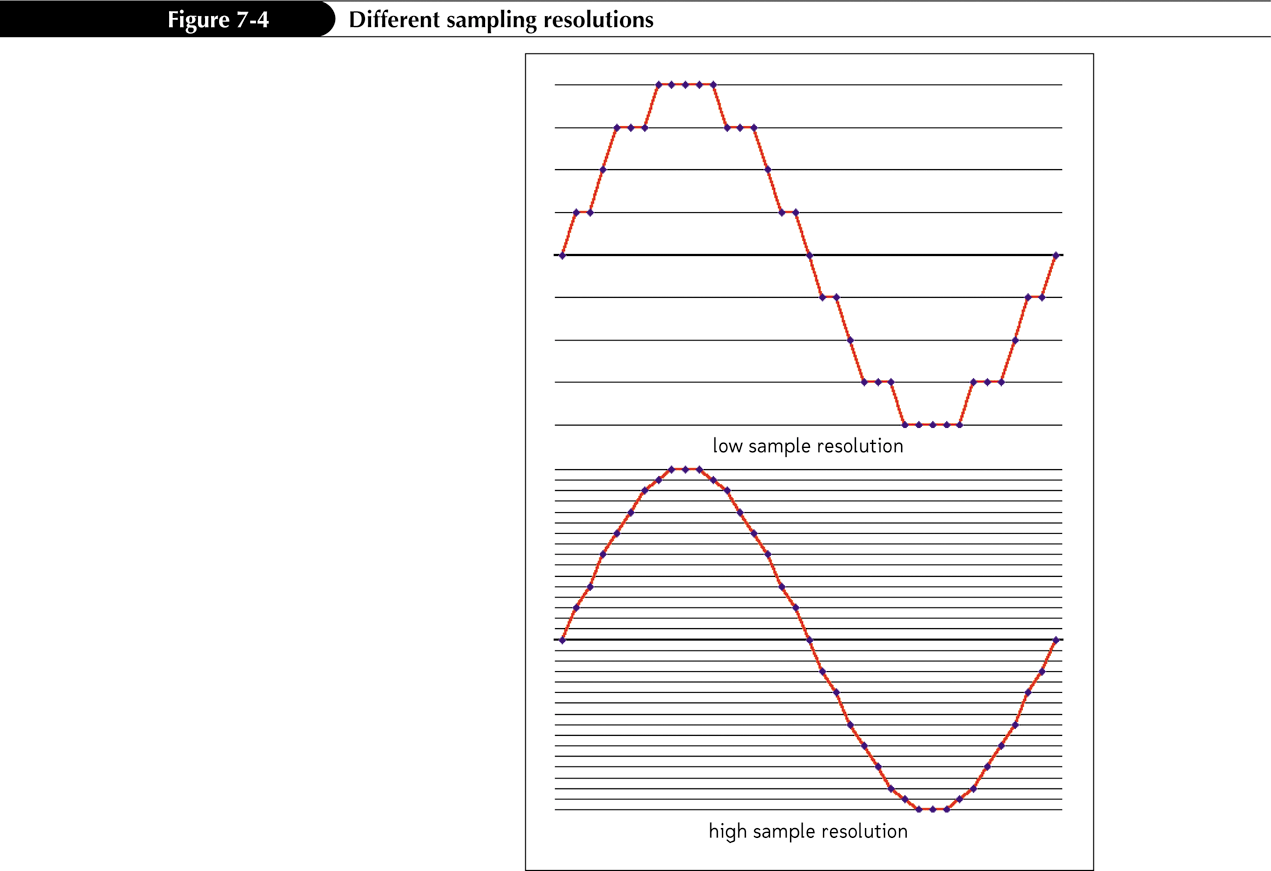 Figure 7-4 Different sampling resolutions
low sample resolution
high sample resolution